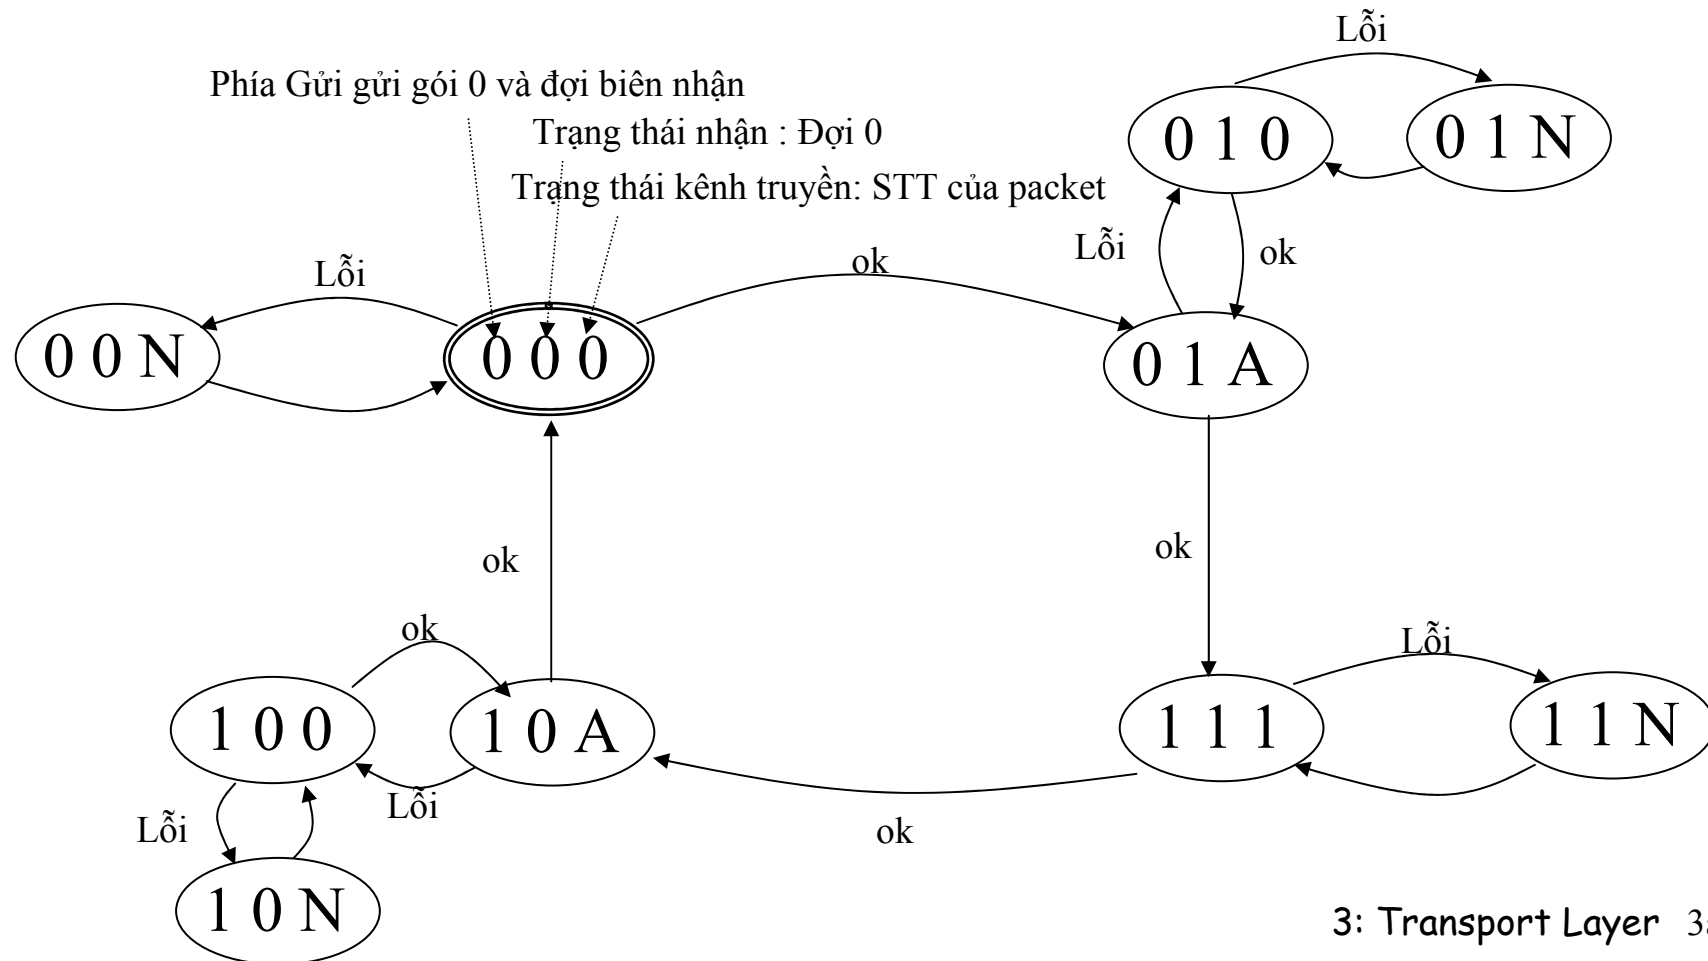 Lỗi
Phía Gửi gửi gói 0 và đợi biên nhận
Trạng thái nhận : Đợi 0
0 1 0
0 1 N
Trạng thái kênh truyền: STT của packet
Lỗi
ok
Lỗi
ok
0 0 N
0 0 0
0 1 A
ok
ok
ok
Lỗi
1 0 0
1 0 A
1 1 1
1 1 N
Lỗi
Lỗi
ok
1 0 N
3: Transport Layer 3: